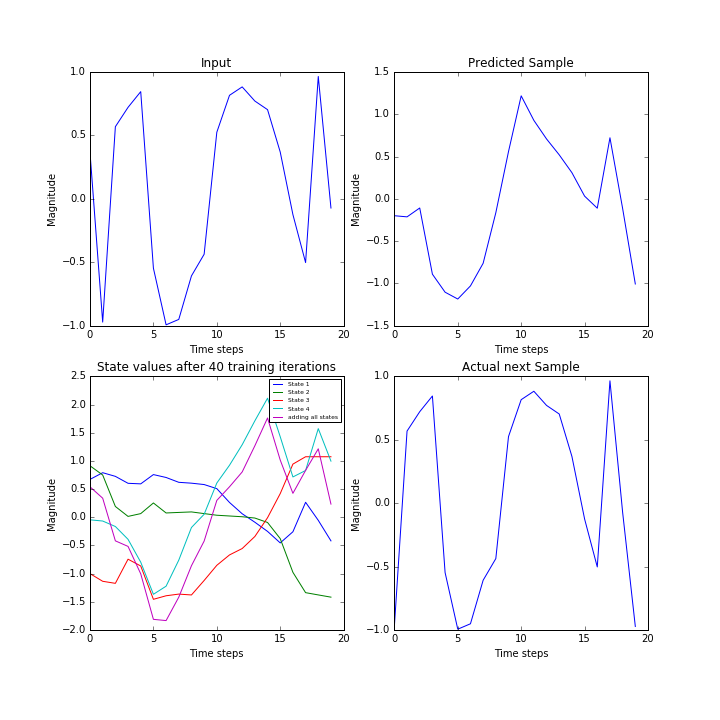 Input
1.0
0.5
0.0
−0.5
−1.0
0 5 10 15 20
Magnitude
Time steps
Predicted Sample
1.5
1.0
0.5
0.0
−0.5
−1.0
−1.5
0 5 10 15 20
Magnitude
Time steps
State values after 40 training iterations
2.5
2.0
1.5
1.0
0.5
0.0
−0.5
−1.0
−1.5
−2.0
0 5 10 15 20
Magnitude
Time steps
State 1
State 2
State 3
State 4
adding all states
Actual next Sample
1.0
0.5
0.0
−0.5
−1.0
0 5 10 15 20
Magnitude
Time steps